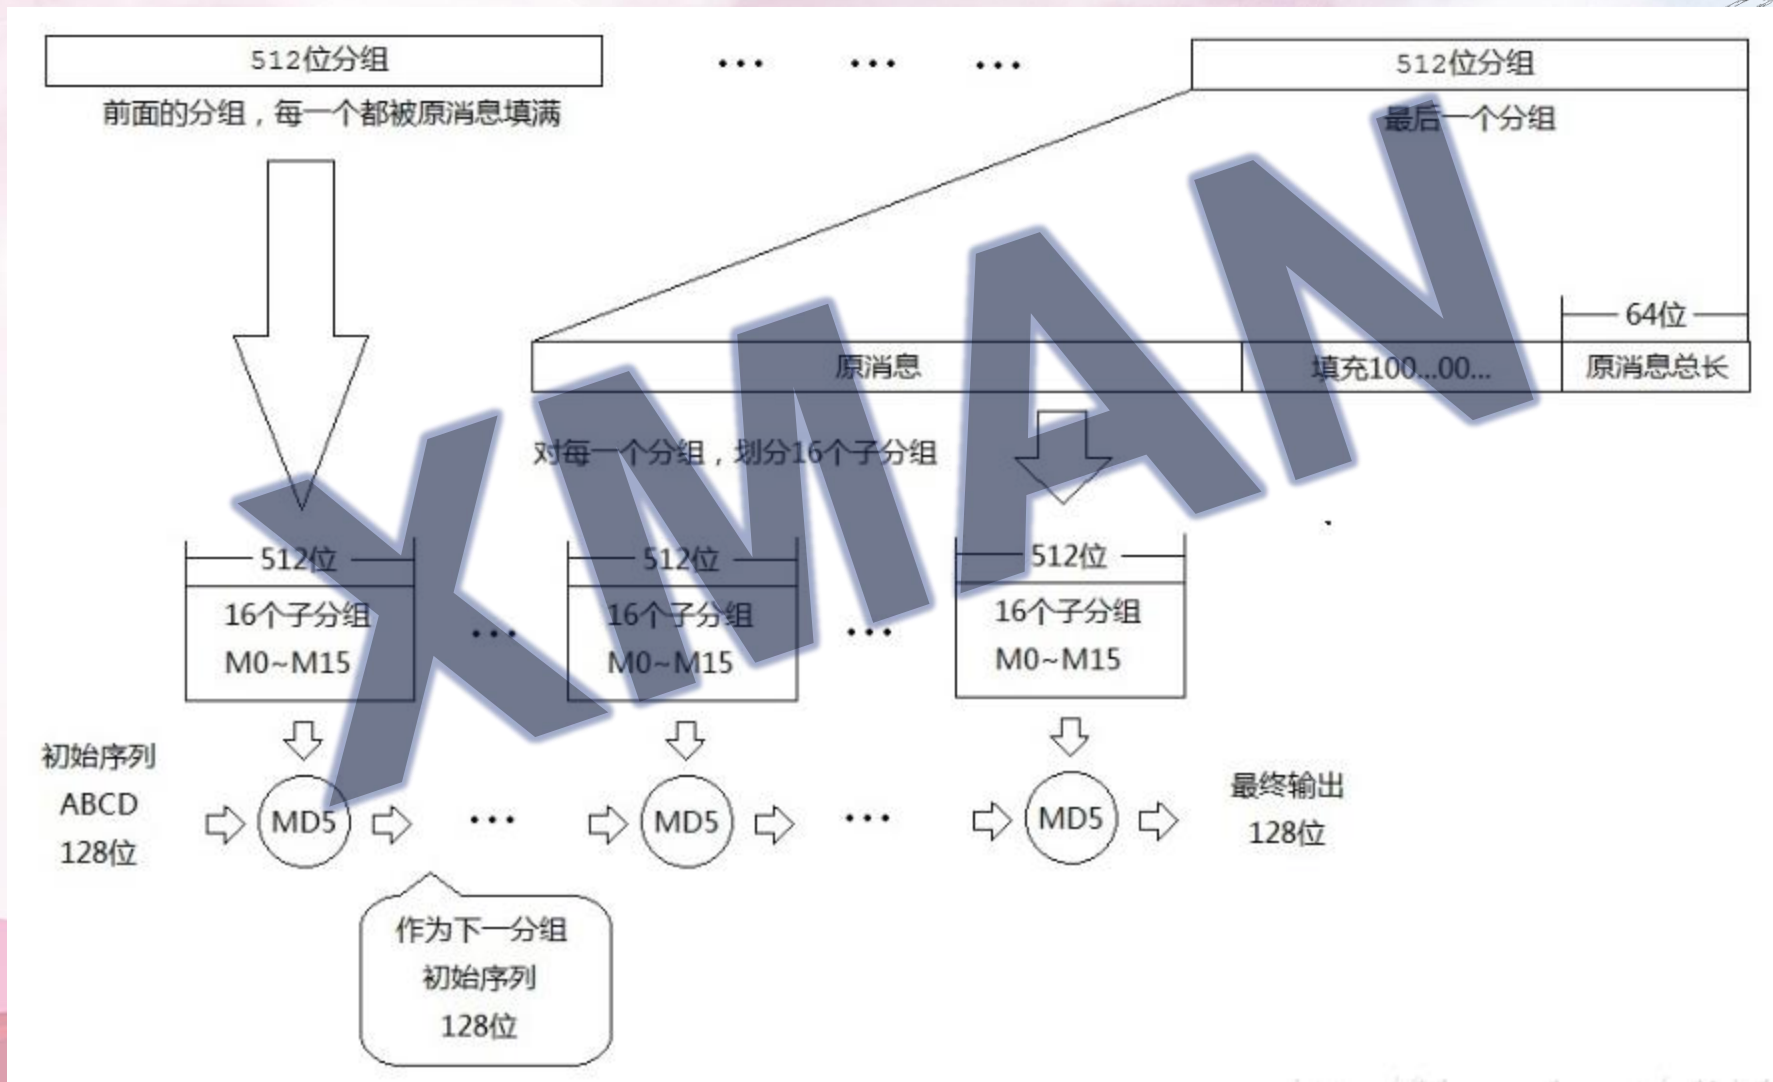 512位分组
... ... ...
512位分组
前面的分组，每一个都被原消息填满
最后一个分组
64位
原消息
填充100...00...
原消息总长
对每一个分组，划分16个子分组
512位
512位
512位
16个子分组
M0~M15
...
16个子分组
M0~M15
...
16个子分组
M0~M15
初始序列
ABCD
128位
MD5
...
MD5
...
MD5
最终输出
128位
作为下一分组
初始序列
128位
XMAN